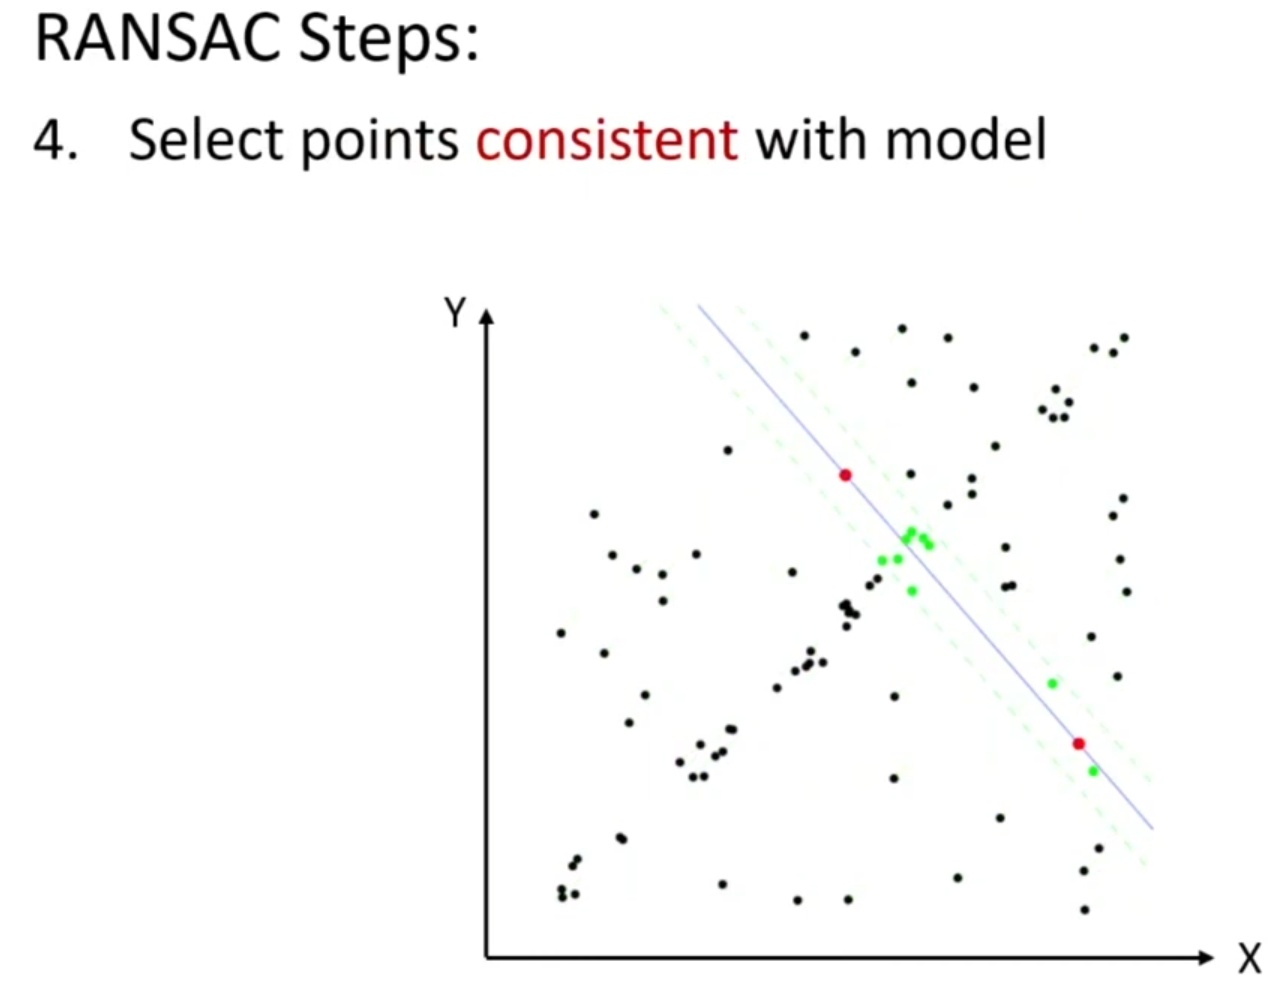 RANSAC Steps:
4. Select points consistent with model
Y
X